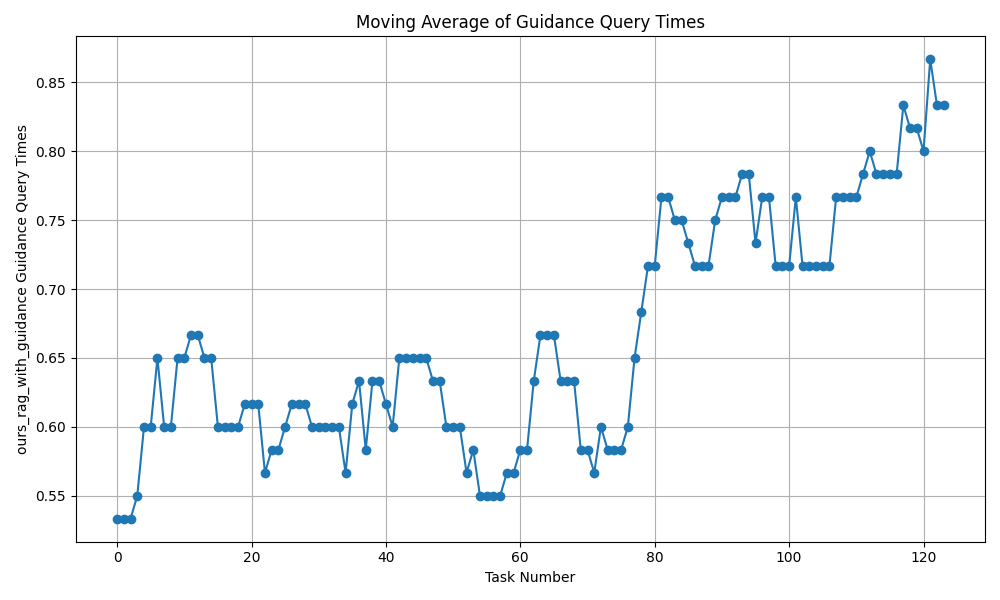 Moving Average of Guidance Query Times
ours_rag_with_guidance Guidance Query Times
0.85
0.80
0.75
0.70
0.65
0.60
0.55
0 20 40 60 80 100 120
Task Number